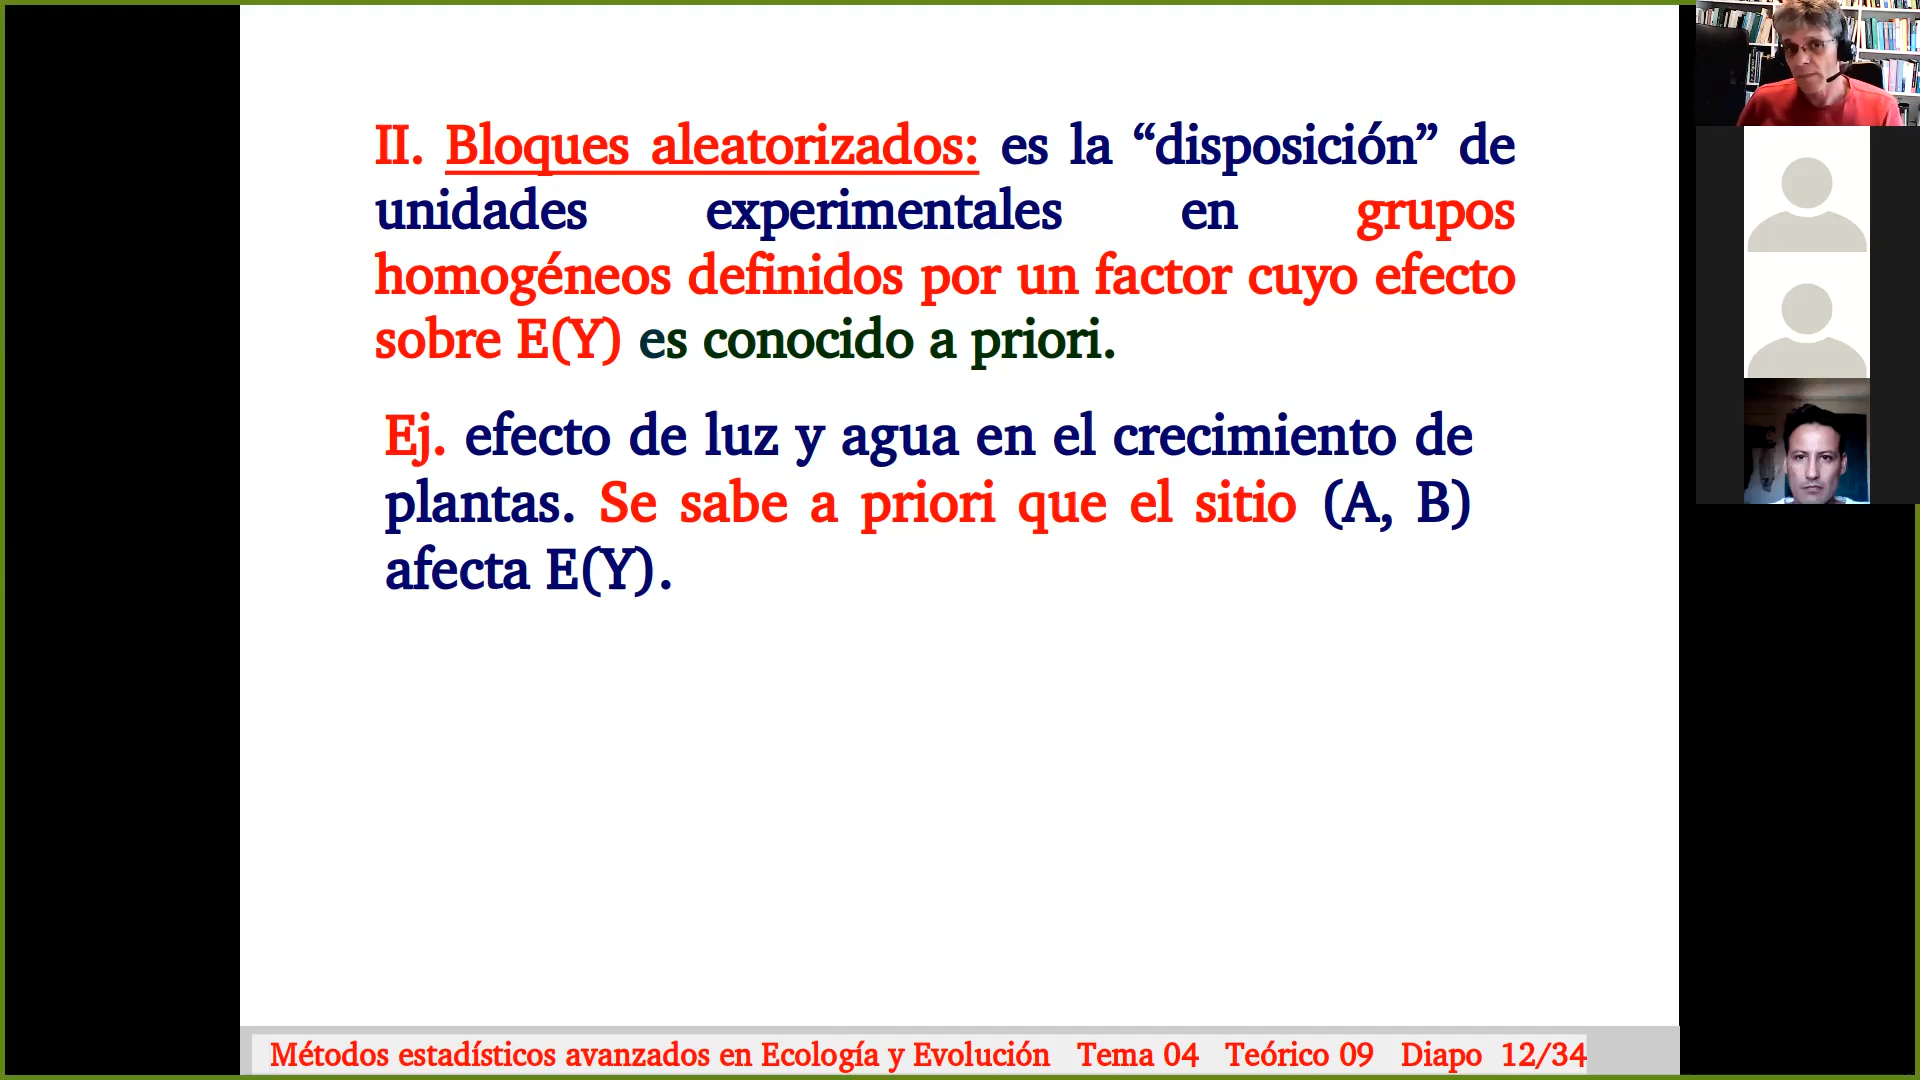 II. Bloques aleatorizados: es la “disposición” de
unidades experimentales en grupos
homogéneos definidos por un factor cuyo efecto
sobre E(Y) es conocido a priori.
Ej. efecto de luz y agua en el crecimiento de
plantas. Se sabe a priori que el sitio (A, B)
afecta E(Y).
Métodos estadísticos avanzados en Ecología y Evolución Tema 04 Teórico 09 Diapo 12/34